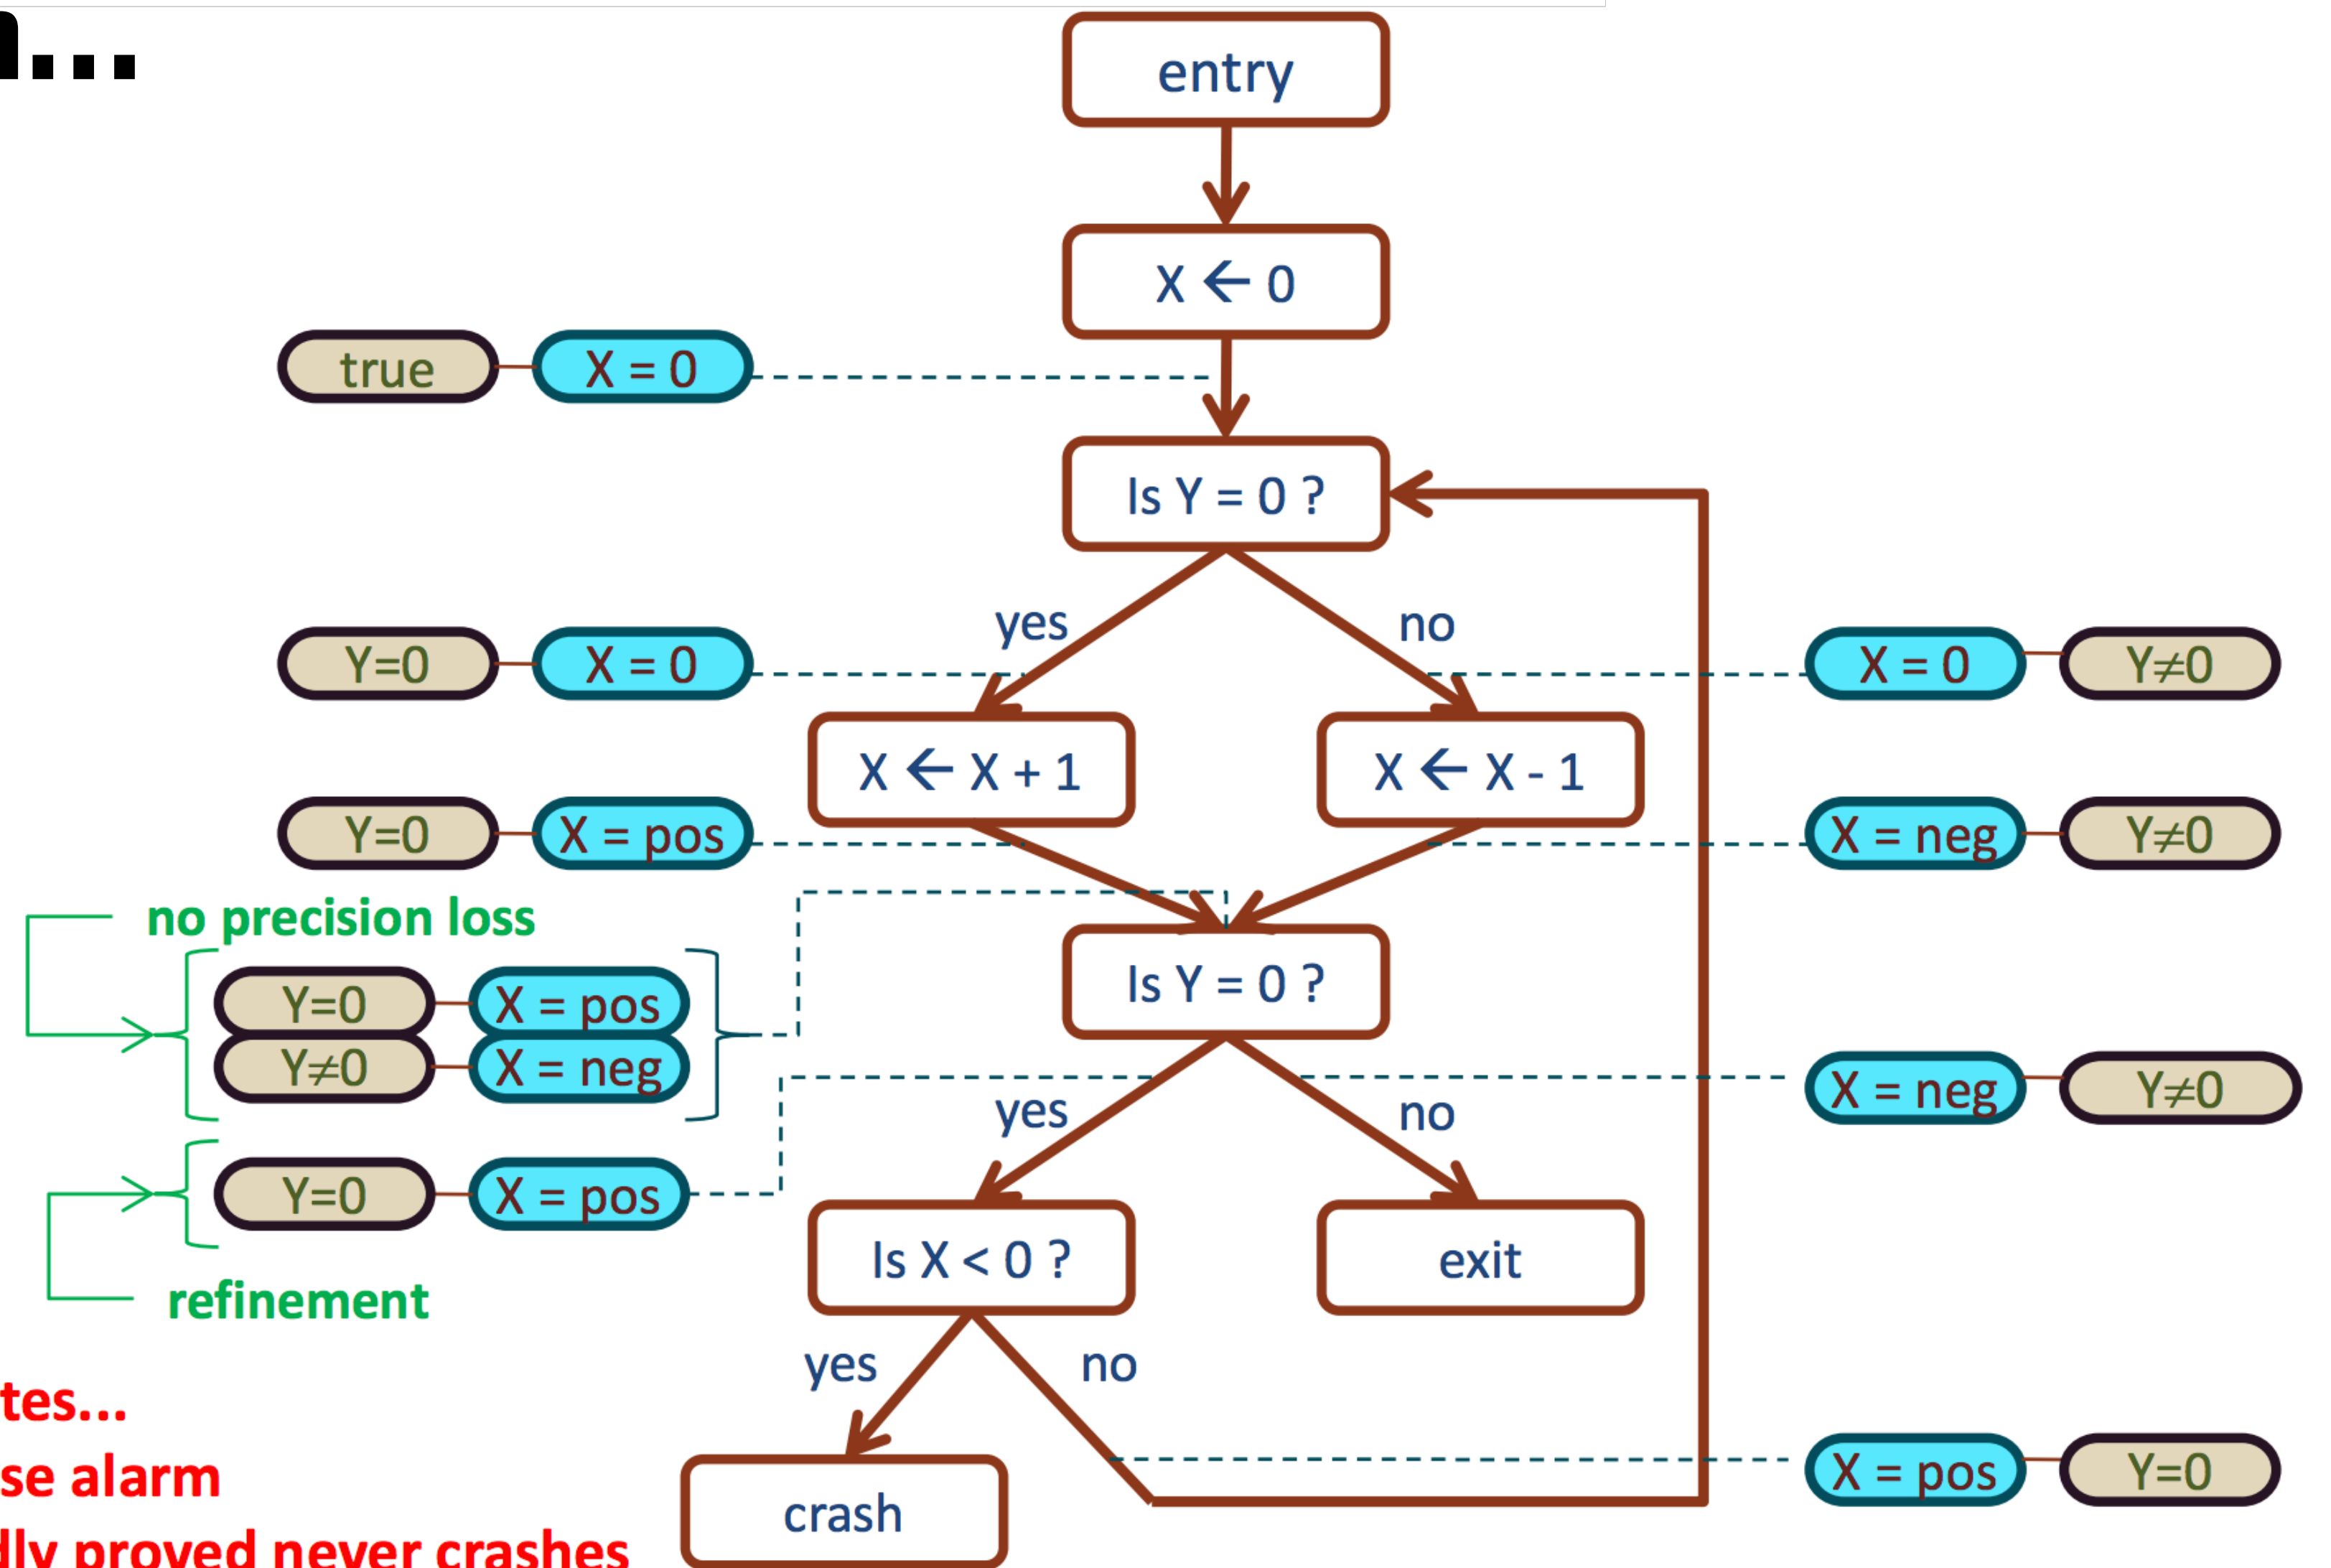 ...
entry
X ← 0
true X = 0
Is Y = 0 ?
yes no
Y=0 X = 0
X = 0 Y≠0
X ← X + 1 X ← X - 1
Y=0 X = pos
X = neg Y≠0
no precision loss
Y=0 X = pos
Y≠0 X = neg
Is Y = 0 ?
X = neg Y≠0
yes no
Y=0 X = pos
Is X < 0 ? exit
refinement
yes no
tes...
se alarm
X = pos Y=0
crash
dly proved never crashes